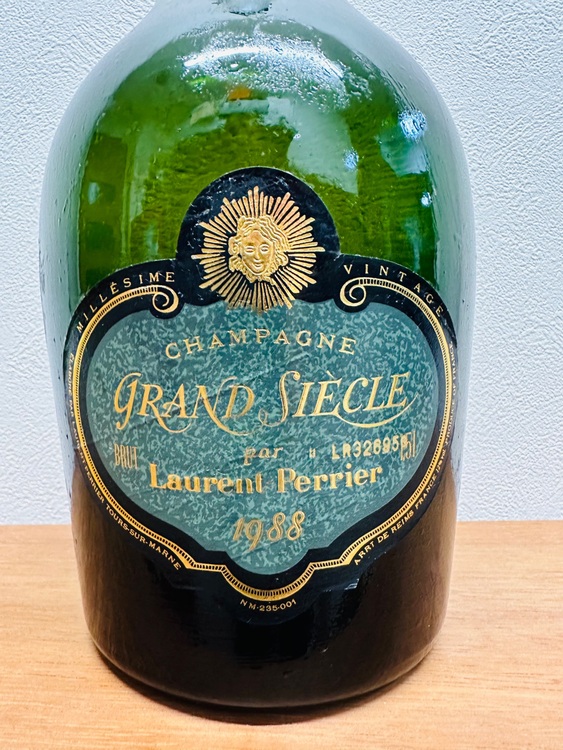 MILLÉSIME VINTAGE
CHAMPAGNE
GRAND SIÈCLE
par
BRUT
Laurent-Perrier
1988
TOURS-SUR-MARNE
ARRT DE REIMS FRANCE
NM-235-001